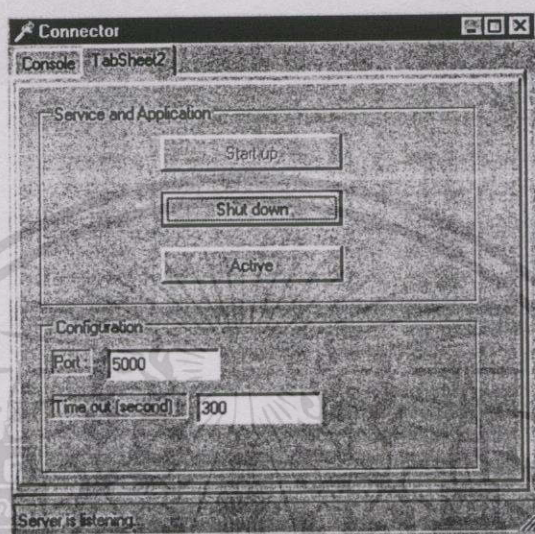 Connector
Console TabSheet2
Service and Application
Start up
Shut down
Active
Configuration
Port : 5000
Time out (second) : 300
Server is listening...